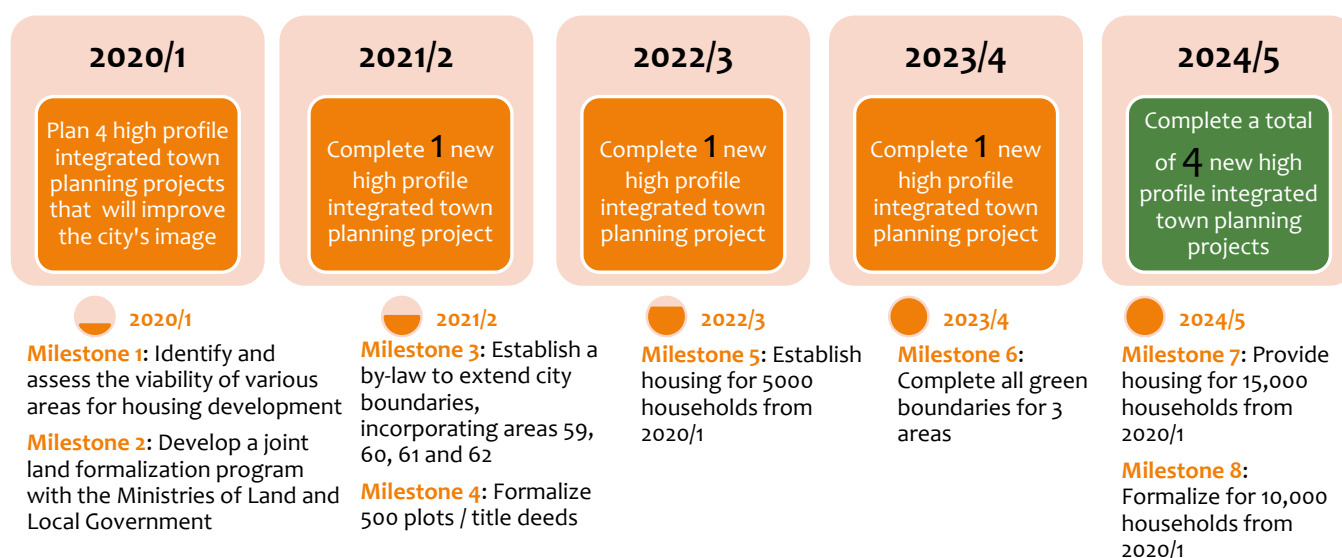 2020/1
Plan 4 high profile
integrated town
planning projects
that will improve
the city's image
2021/2
Complete 1 new
high profile
integrated town
planning project
2022/3
Complete 1 new
high profile
integrated town
planning project
2023/4
Complete 1 new
high profile
integrated town
planning project
2024/5
Complete a total
of 4 new high
profile integrated
town planning
projects
2020/1
Milestone 1: Identify and
assess the viability of various
areas for housing development
Milestone 2: Develop a joint
land formalization program
with the Ministries of Land and
Local Government
2021/2
Milestone 3: Establish a
by-law to extend city
boundaries,
incorporating areas 59,
60, 61 and 62
Milestone 4: Formalize
500 plots / title deeds
2022/3
Milestone 5: Establish
housing for 5000
households from
2020/1
2023/4
Milestone 6:
Complete all green
boundaries for 3
areas
2024/5
Milestone 7: Provide
housing for 15,000
households from
2020/1
Milestone 8:
Formalize for 10,000
households from
2020/1